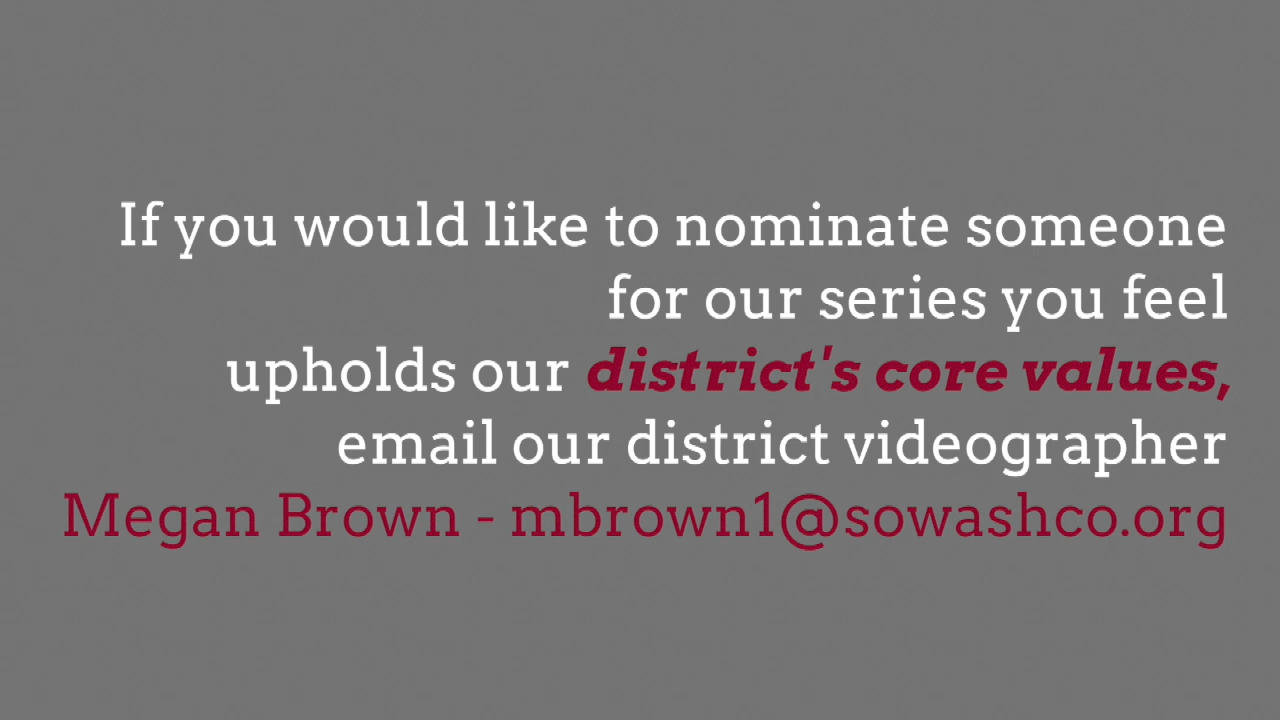 If you would like to nominate someone
for our series you feel
upholds our district's core values,
email our district videographer
Megan Brown - mbrown1@sowashco.org